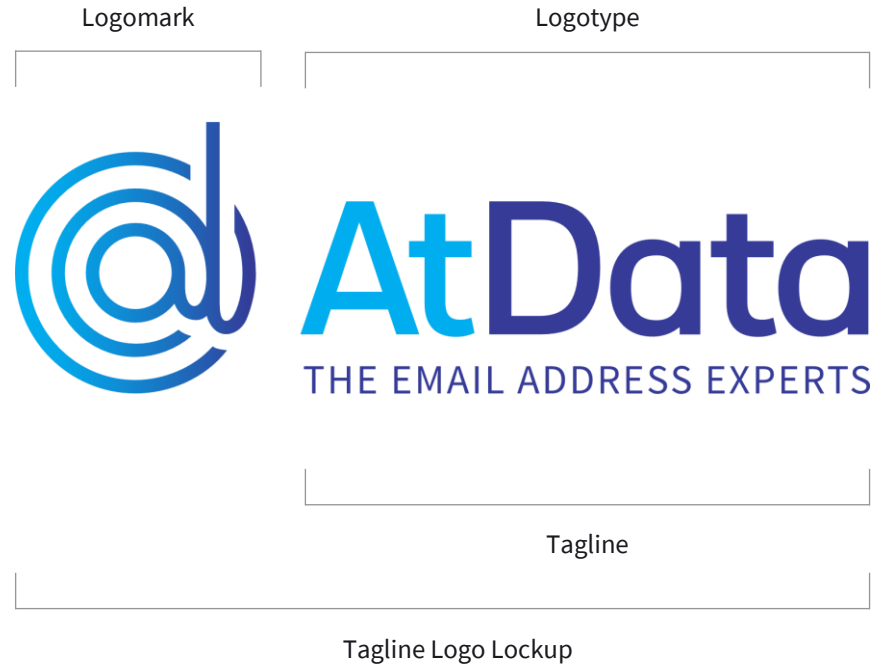 Logomark
Logotype
AtData
THE EMAIL ADDRESS EXPERTS
Tagline
Tagline Logo Lockup